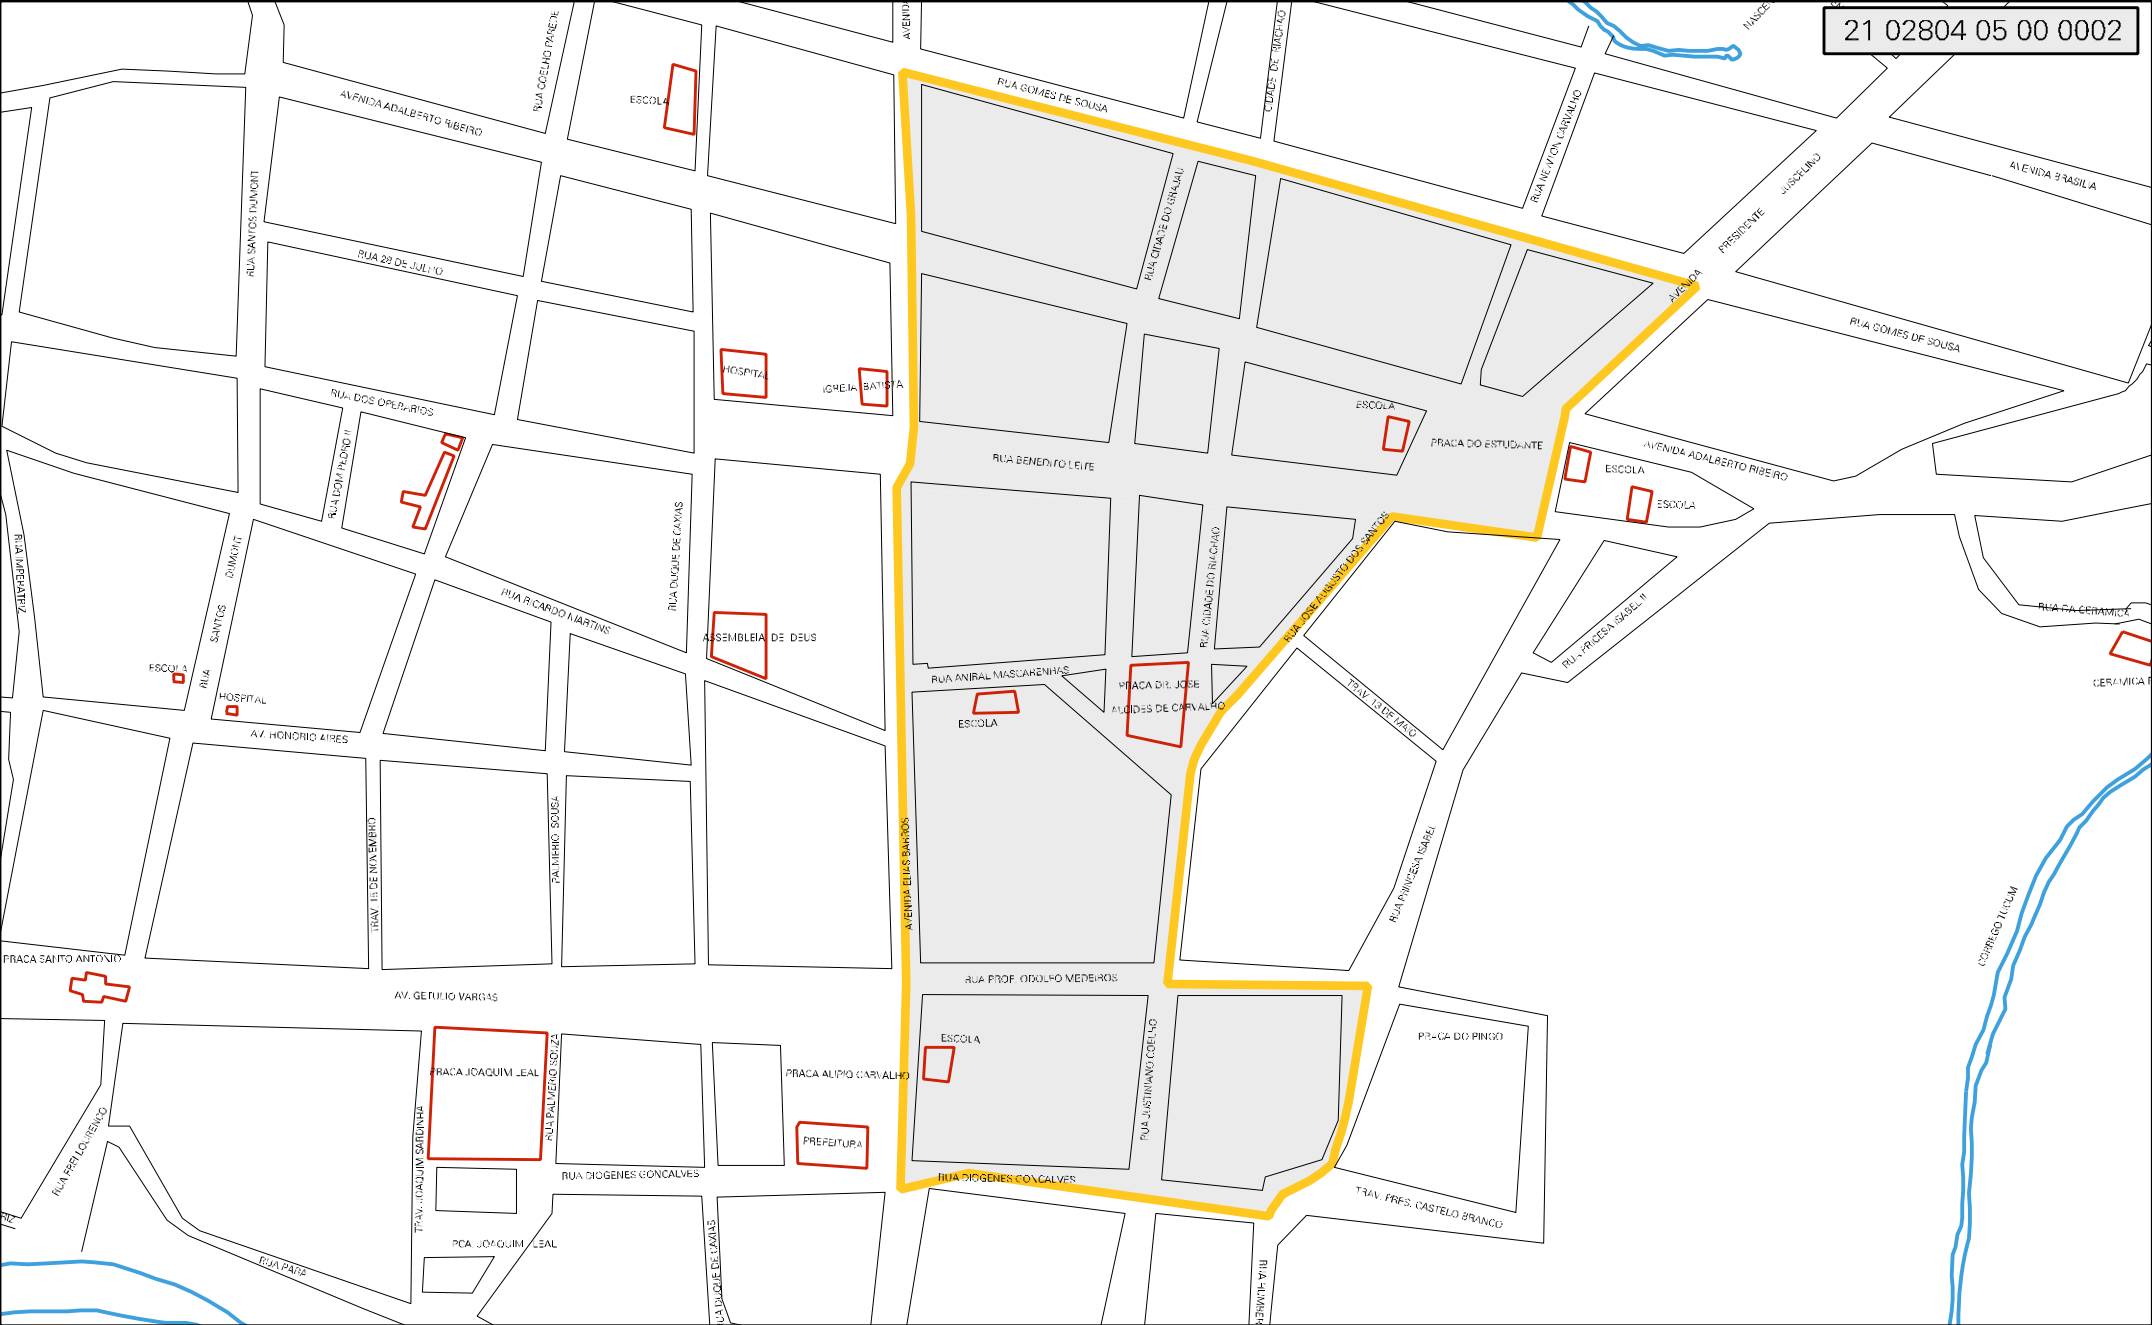 21 02804 05 00 0002
RUA COELHO PAREDE
CIDADE DE RIACHAO
ESCOLA
RUA GOMES DE SOUSA
AVENIDA ADALBERTO RIBEIRO
RUA NEWTON CARVALHO
AVENIDA BRASILIA
JUSCELINO
PRESIDENTE
AVENIDA
RUA SANTOS DUMONT
RUA CIDADE DO GRAJAU
RUA 28 DE JULHO
RUA GOMES DE SOUSA
HOSPITAL
IGREJA BATISTA
RUA DOS OPERARIOS
ESCOLA
PRACA DO ESTUDANTE
AVENIDA ADALBERTO RIBEIRO
RUA DOM PEDRO II
RUA BENEDITO LEITE
ESCOLA
ESCOLA
RUA IMPERATRIZ
DUMONT
SANTOS
RUA
RUA DUQUE DE CAXIAS
RUA CIDADE DO RIACHAO
RUA JOSE AUGUSTO DOS SANTOS
RUA RICARDO MARTINS
RUA PRICESA ISABEL II
RUA DA CERAMICA
ASSEMBLEIA DE DEUS
ESCOLA
RUA ANIBAL MASCARENHAS
PRACA DR. JOSE
ALCIDES DE CARVALHO
CERAMICA
HOSPITAL
ESCOLA
TRAV. 13 DE MAIO
AV. HONORIO AIRES
TRAV. 15 DE NOVEMBRO
PALMERIO SOUSA
AVENIDA ELIAS BARROS
RUA PRINCESA ISABEL
CORREGO TUCUM
PRACA SANTO ANTONIO
RUA PROF. ODOLFO MEDEIROS
AV. GETULIO VARGAS
ESCOLA
PRACA DO PINGO
PRACA JOAQUIM LEAL
RUA PALMERIO SOUZA
PRACA ALIPIO CARVALHO
RUA JUSTINIANO COELHO
PREFEITURA
RUA FREI LOURENCO
TRAV. JOAQUIM SARDINHA
RUA DIOGENES GONCALVES
RUA DIOGENES GONCALVES
TRAV. PRES. CASTELO BRANCO
PCA. JOAQUIM LEAL
RUA PARA
RUA DUQUE DE CAXIAS